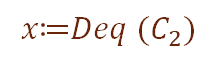 x:=Deq (C₂)